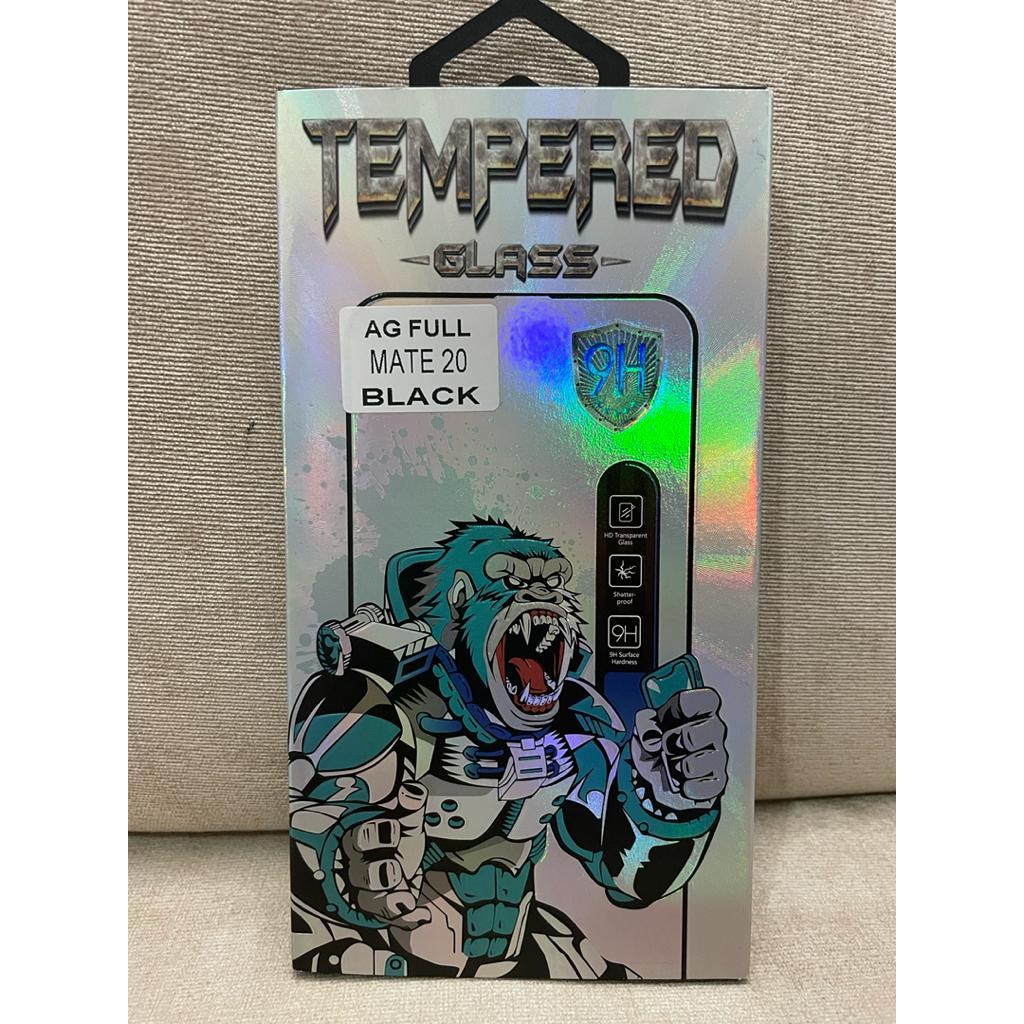 TEMPERED
GLASS
AG FULL
MATE 20
BLACK
9H
HD Transparent
Glass
Shatter-
proof
9H
9H Surface
Hardness